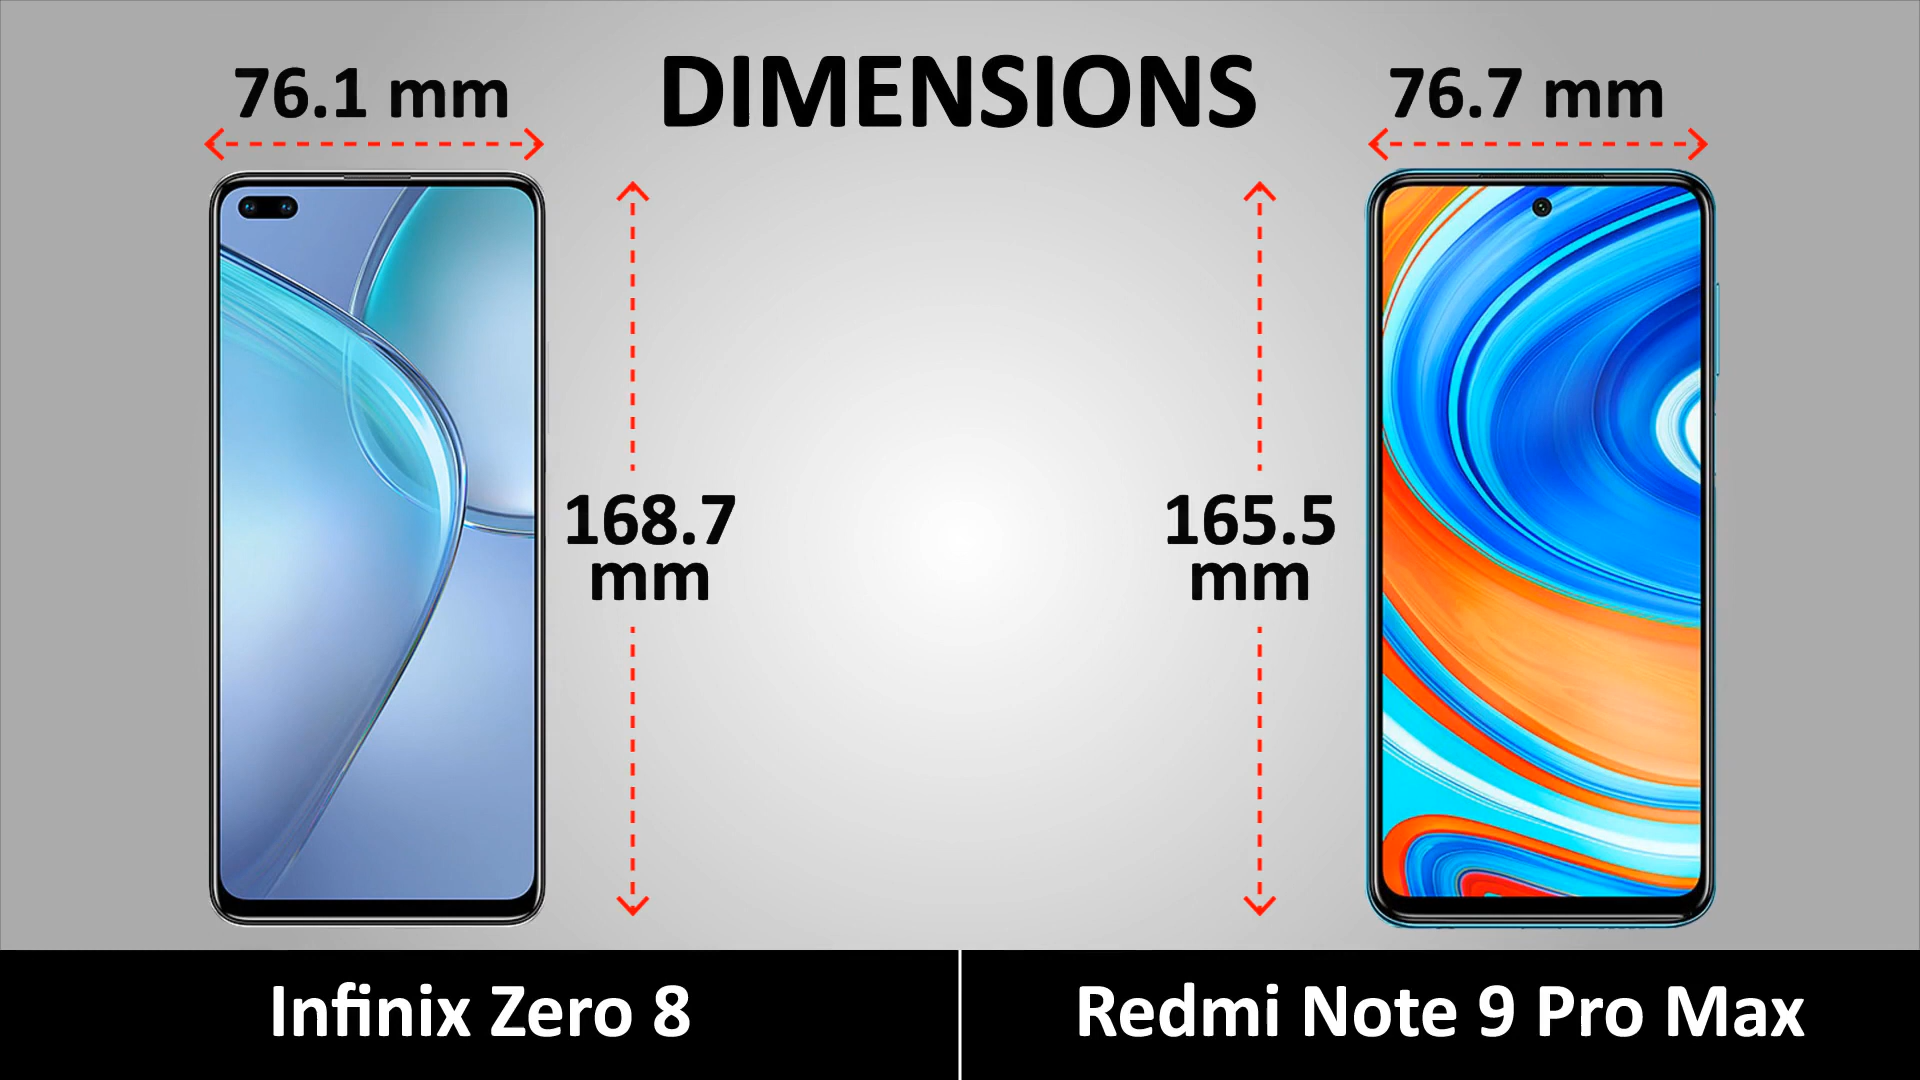 DIMENSIONS
76.1 mm
76.7 mm
168.7
mm
165.5
mm
Infinix Zero 8
Redmi Note 9 Pro Max